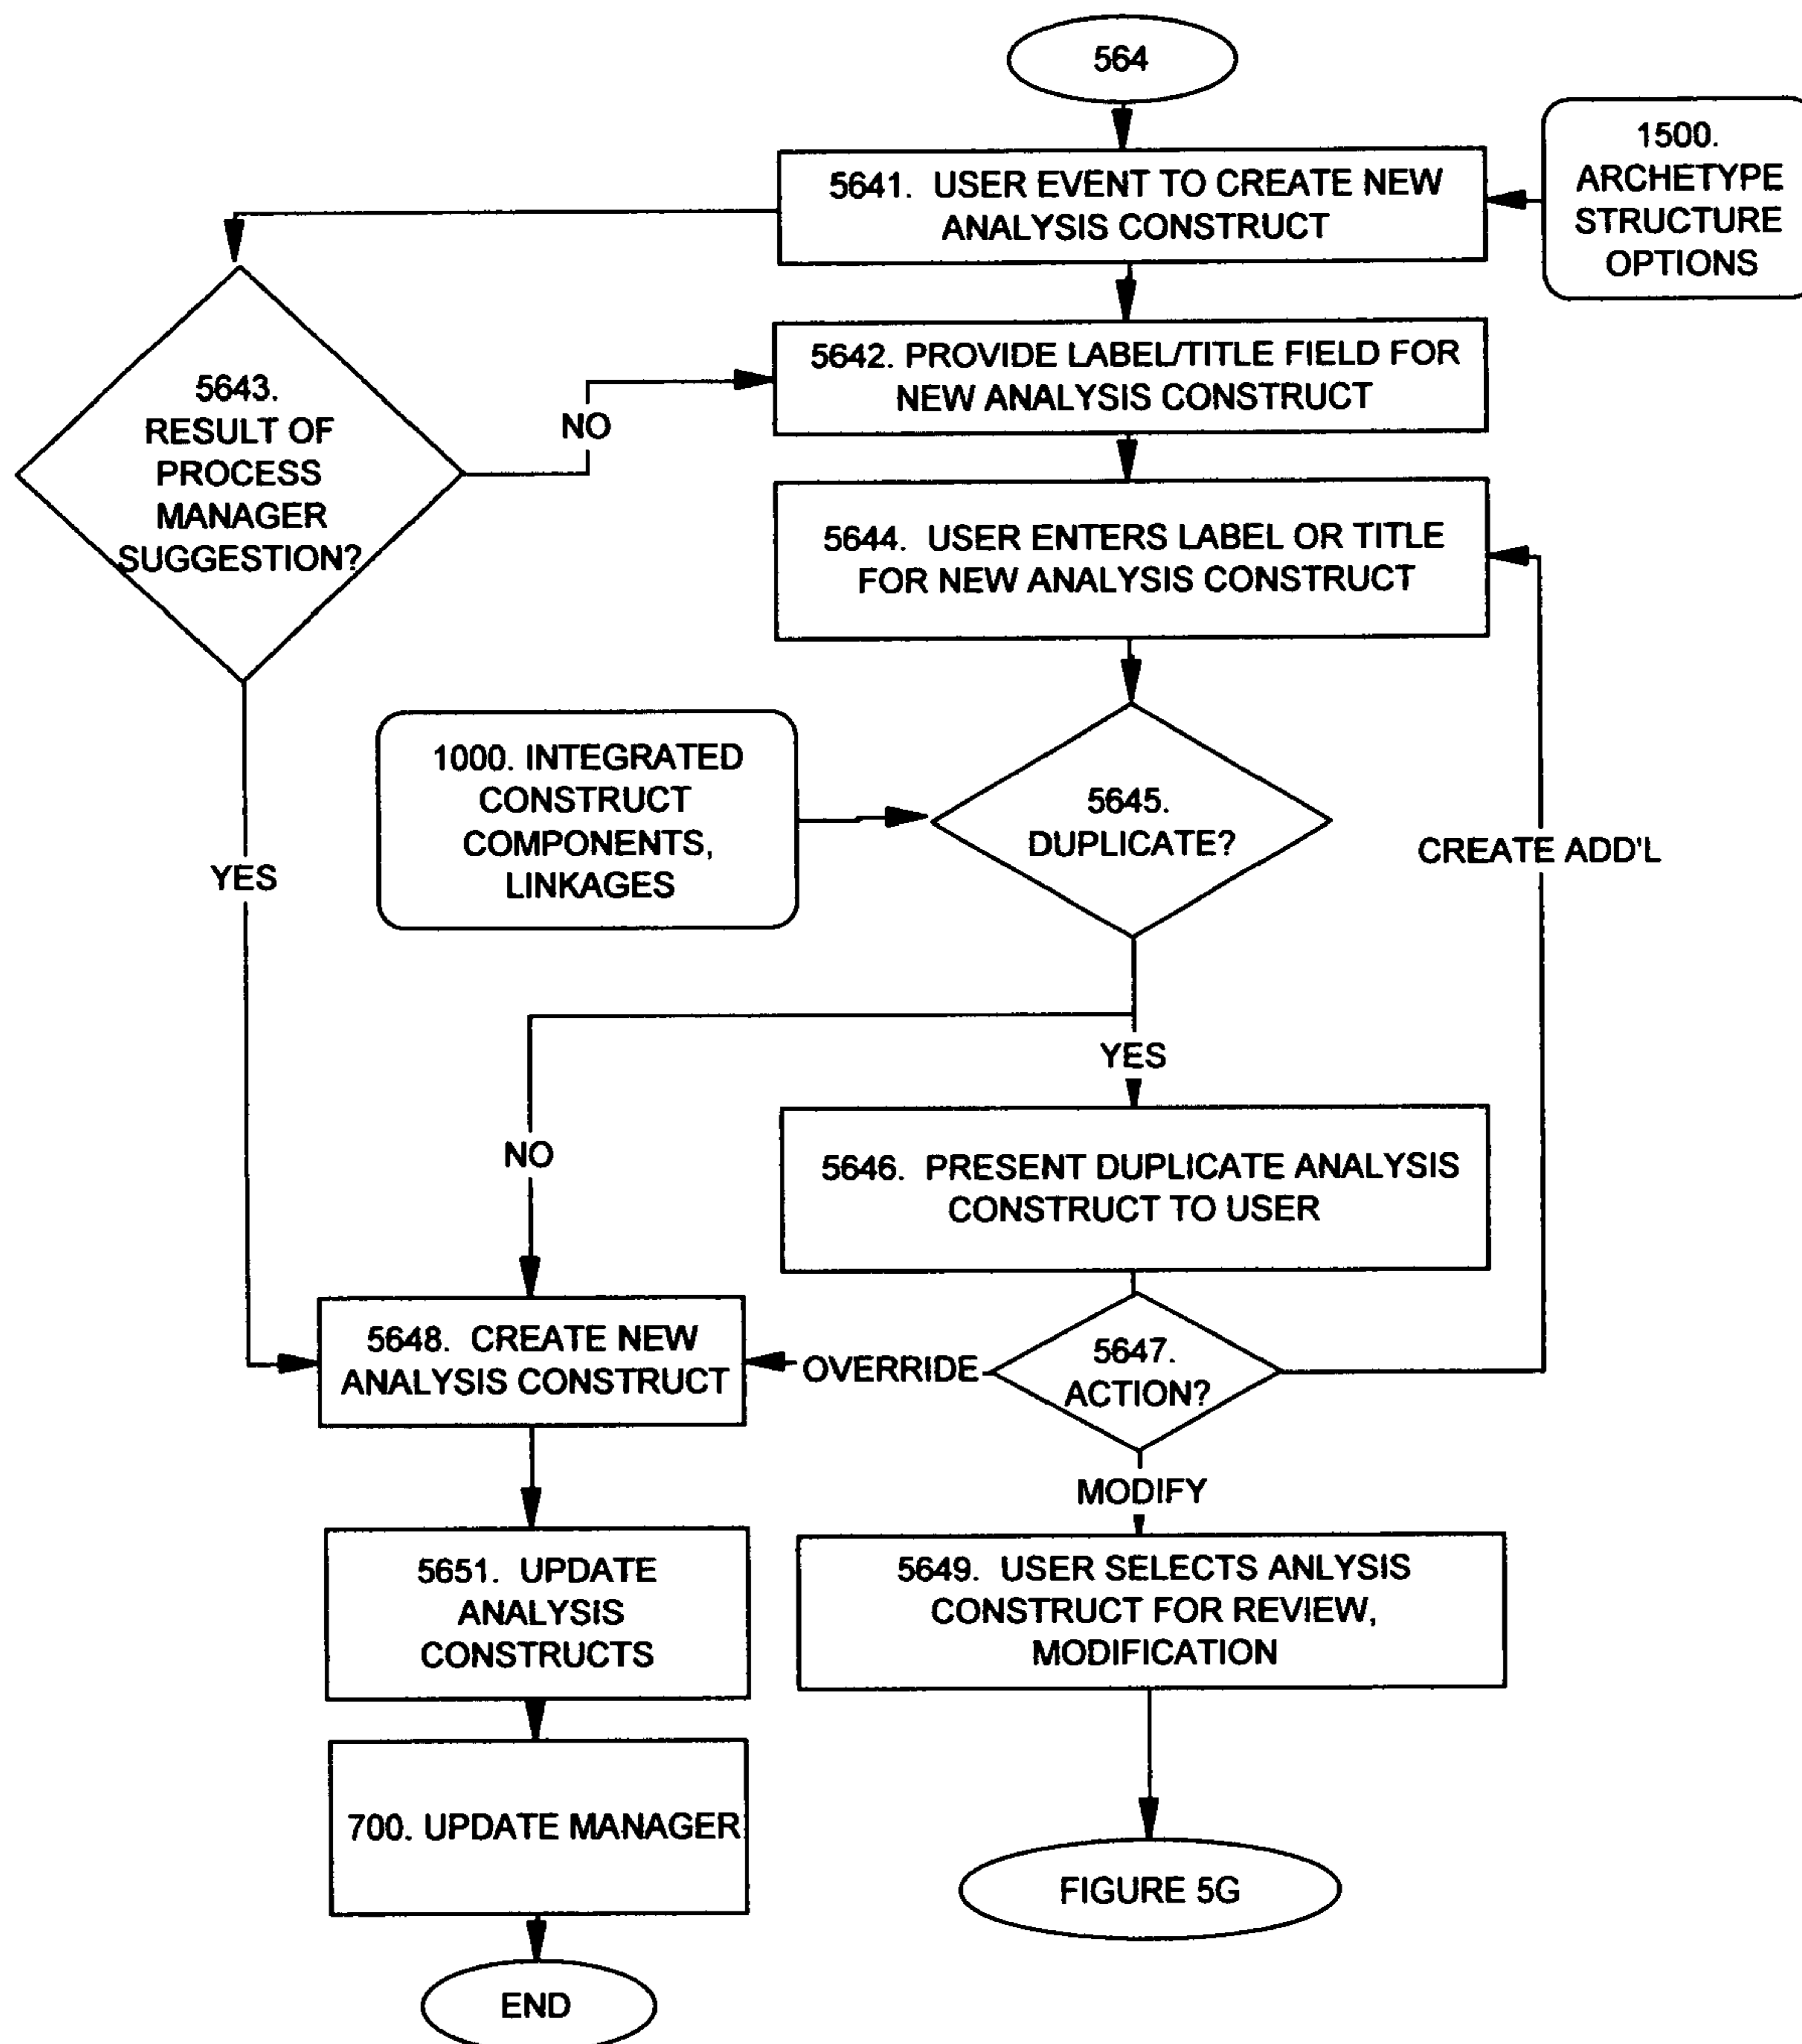 564
1500.
ARCHETYPE
STRUCTURE
OPTIONS
5641. USER EVENT TO CREATE NEW
ANALYSIS CONSTRUCT
5642. PROVIDE LABEL/TITLE FIELD FOR
NEW ANALYSIS CONSTRUCT
5643.
RESULT OF
PROCESS
MANAGER
SUGGESTION?
NO
5644. USER ENTERS LABEL OR TITLE
FOR NEW ANALYSIS CONSTRUCT
1000. INTEGRATED
CONSTRUCT
COMPONENTS,
LINKAGES
5645.
DUPLICATE?
CREATE ADD'L
YES
YES
NO
5646. PRESENT DUPLICATE ANALYSIS
CONSTRUCT TO USER
5648. CREATE NEW
ANALYSIS CONSTRUCT
OVERRIDE
5647.
ACTION?
MODIFY
5651. UPDATE
ANALYSIS
CONSTRUCTS
5649. USER SELECTS ANLYSIS
CONSTRUCT FOR REVIEW,
MODIFICATION
700. UPDATE MANAGER
FIGURE 5G
END